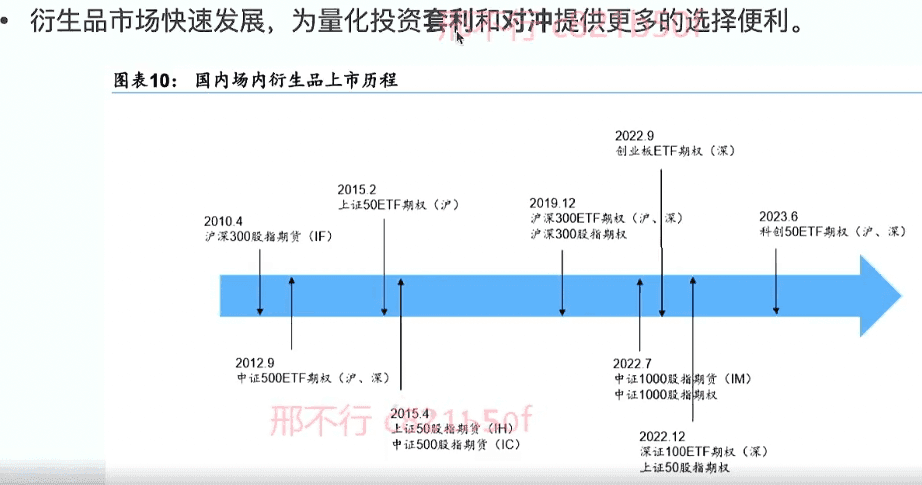 • 衍生品市场快速发展，为量化投资套利和对冲提供更多的选择便利。
邢不行 c821b50f
图表10： 国内场内衍生品上市历程
2022.9
创业板ETF期权（深）
2015.2
上证50ETF期权（沪）
2019.12
沪深300ETF期权（沪、深）
沪深300股指期权
2010.4
沪深300股指期货（IF）
2023.6
科创50ETF期权（沪、深）
2012.9
中证500ETF期权（沪、深）
2022.7
中证1000股指期货（IM）
中证1000股指期权
邢不行 c821b50f
2015.4
上证50股指期货（IH）
中证500股指期货（IC）
2022.12
深证100ETF期权（深）
上证50股指期权